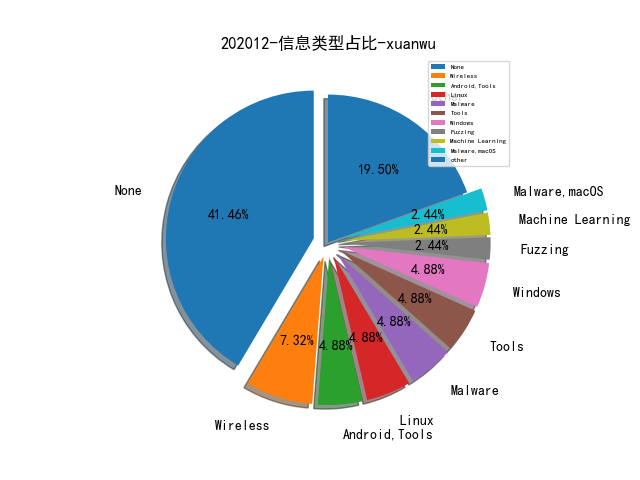 202012-信息类型占比-xuanwu
None
Wireless
Android,Tools
Linux
Malware
Tools
Windows
Fuzzing
Machine Learning
Malware,macOS
other
19.50%
None
41.46%
Malware,macOS
2.44%
Machine Learning
2.44%
Fuzzing
2.44%
Windows
4.88%
Tools
4.88%
Malware
4.88%
Linux
4.88%
Android,Tools
4.88%
Wireless
7.32%